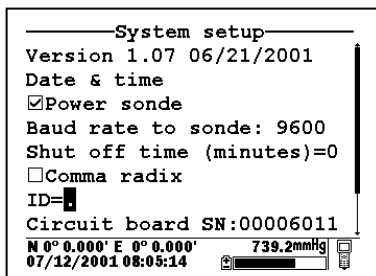 System setup
Version 1.07 06/21/2001
Date & time
☑Power sonde
Baud rate to sonde: 9600
Shut off time (minutes)=0
☐Comma radix
ID=.
Circuit board SN:00006011
N 0° 0.000' E 0° 0.000' 739.2mmHg
07/12/2001 08:05:14